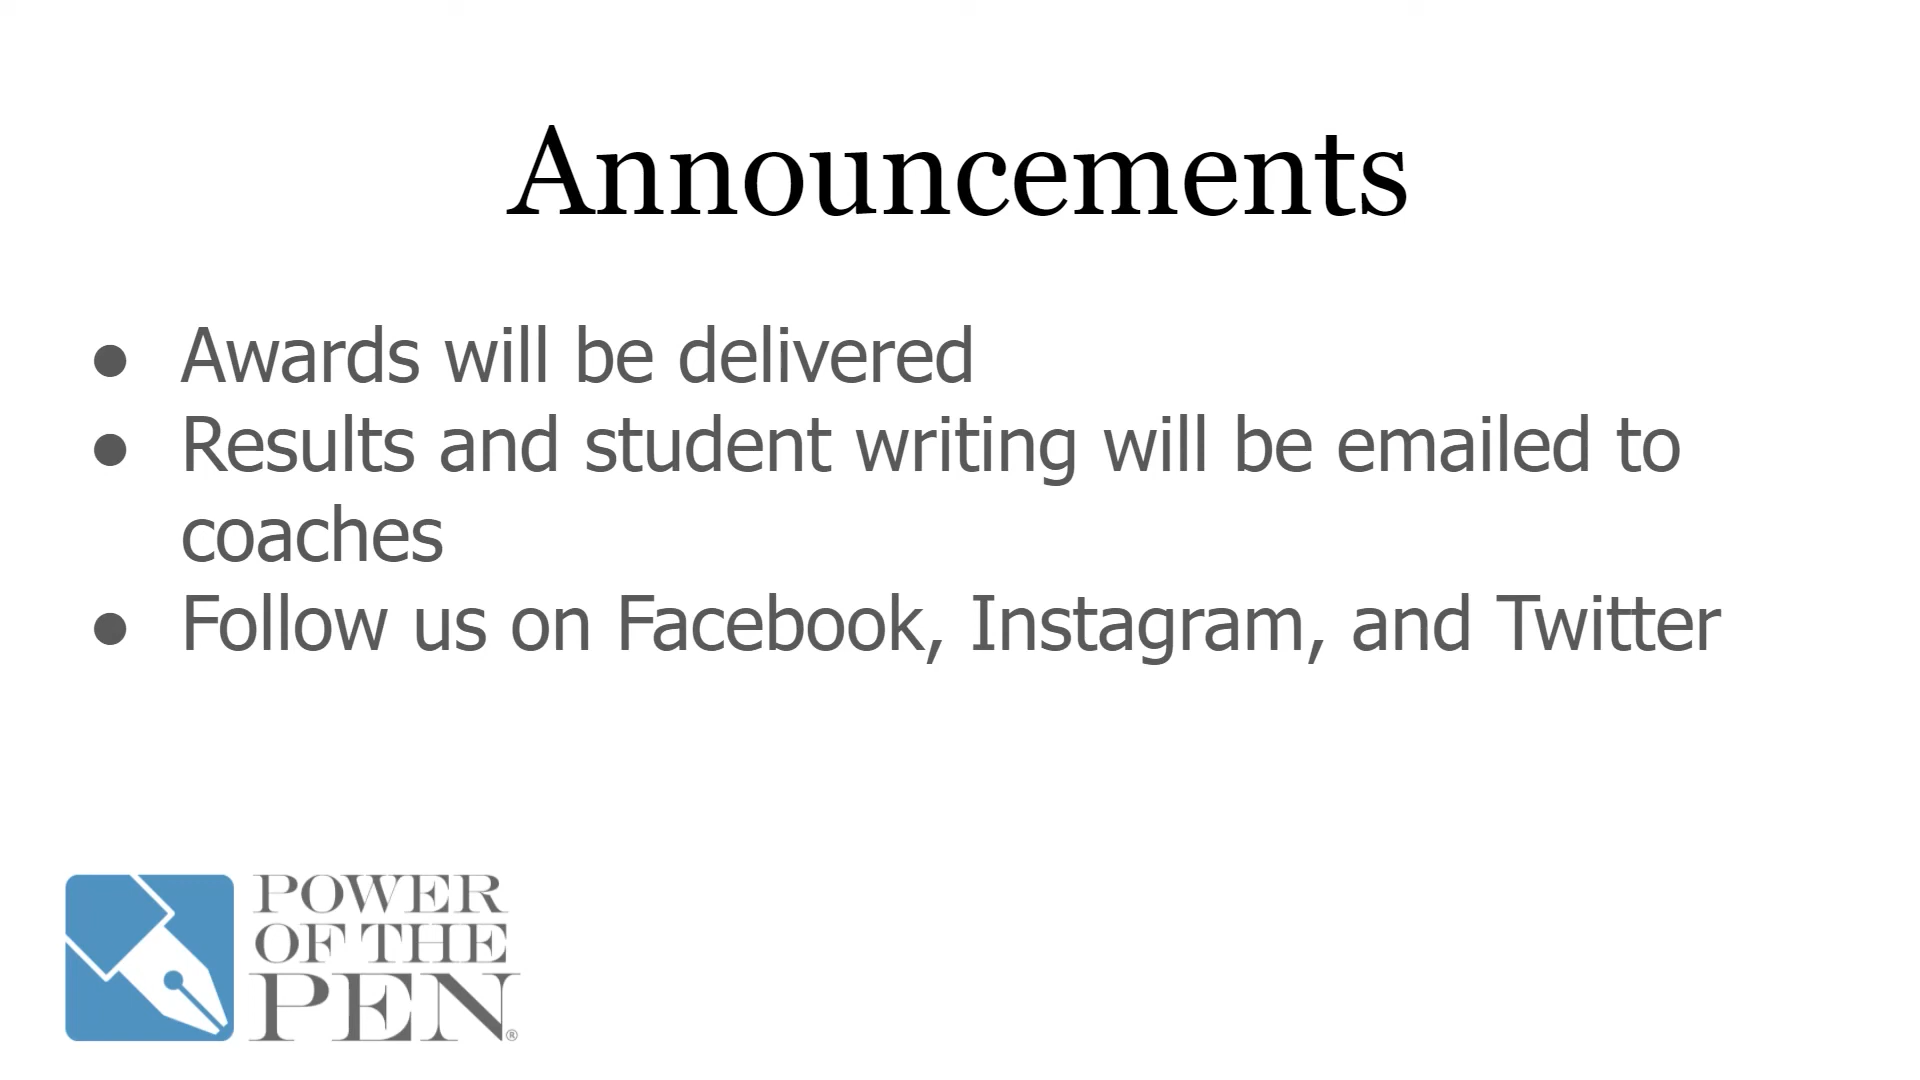 Announcements
● Awards will be delivered
● Results and student writing will be emailed to
coaches
● Follow us on Facebook, Instagram, and Twitter
POWER
OF THE
PEN®